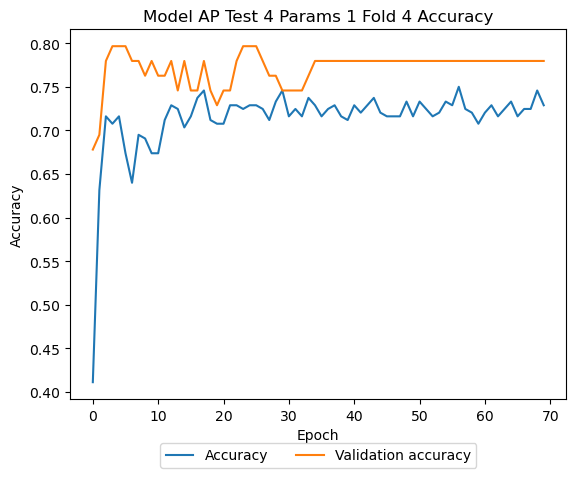 Model AP Test 4 Params 1 Fold 4 Accuracy
0.80
0.75
0.70
0.65
0.60
0.55
0.50
0.45
0.40
Accuracy
0 10 20 30 40 50 60 70
Epoch
Accuracy Validation accuracy